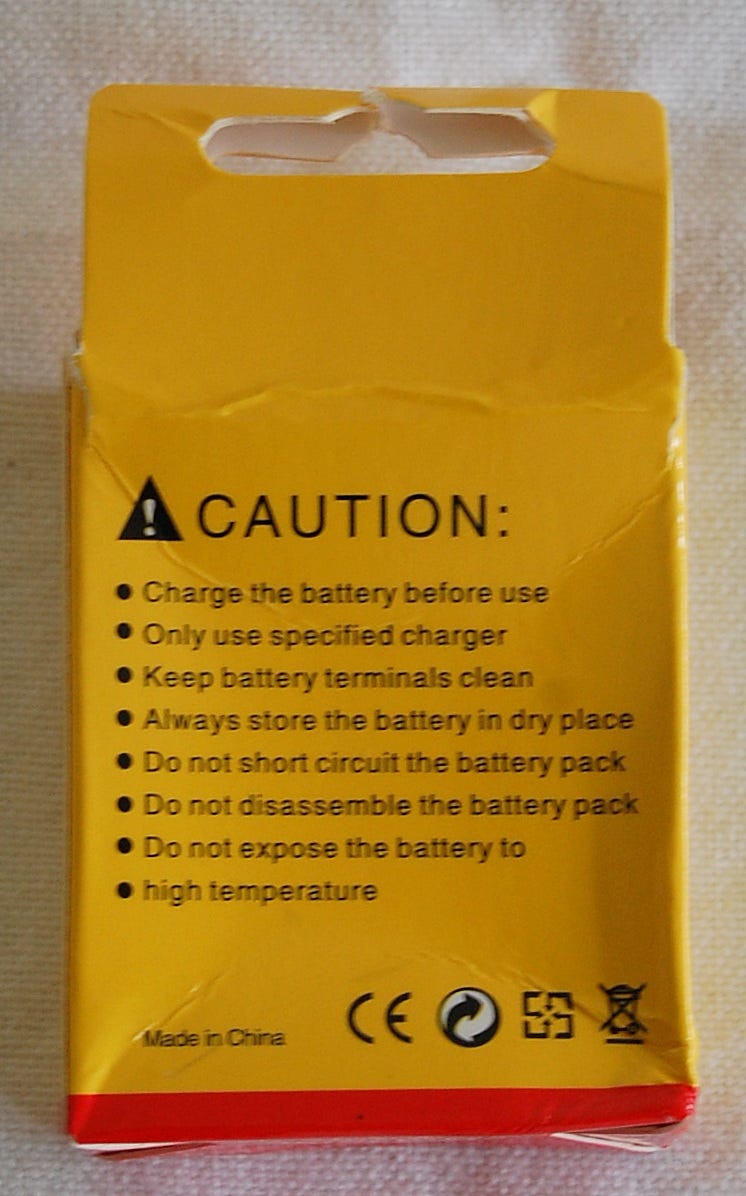 CAUTION:
● Charge the battery before use
● Only use specified charger
● Keep battery terminals clean
● Always store the battery in dry place
● Do not short circuit the battery pack
● Do not disassemble the battery pack
● Do not expose the battery to
● high temperature
Made in China CE